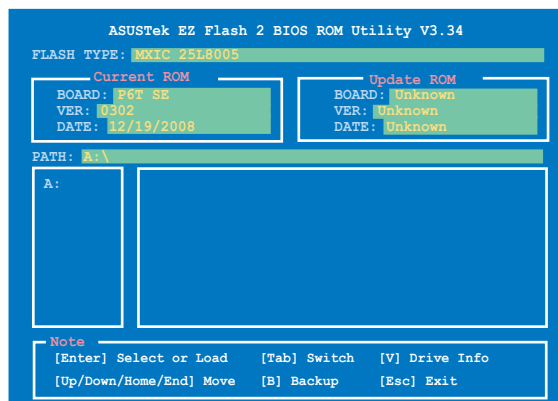 ASUSTek EZ Flash 2 BIOS ROM Utility V3.34
FLASH TYPE: MXIC 25L8005
Current ROM
BOARD: P6T SE
VER: 0302
DATE: 12/19/2008
Update ROM
BOARD: Unknown
VER: Unknown
DATE: Unknown
PATH: A:\
A:
Note
[Enter] Select or Load [Tab] Switch [V] Drive Info
[Up/Down/Home/End] Move [B] Backup [Esc] Exit